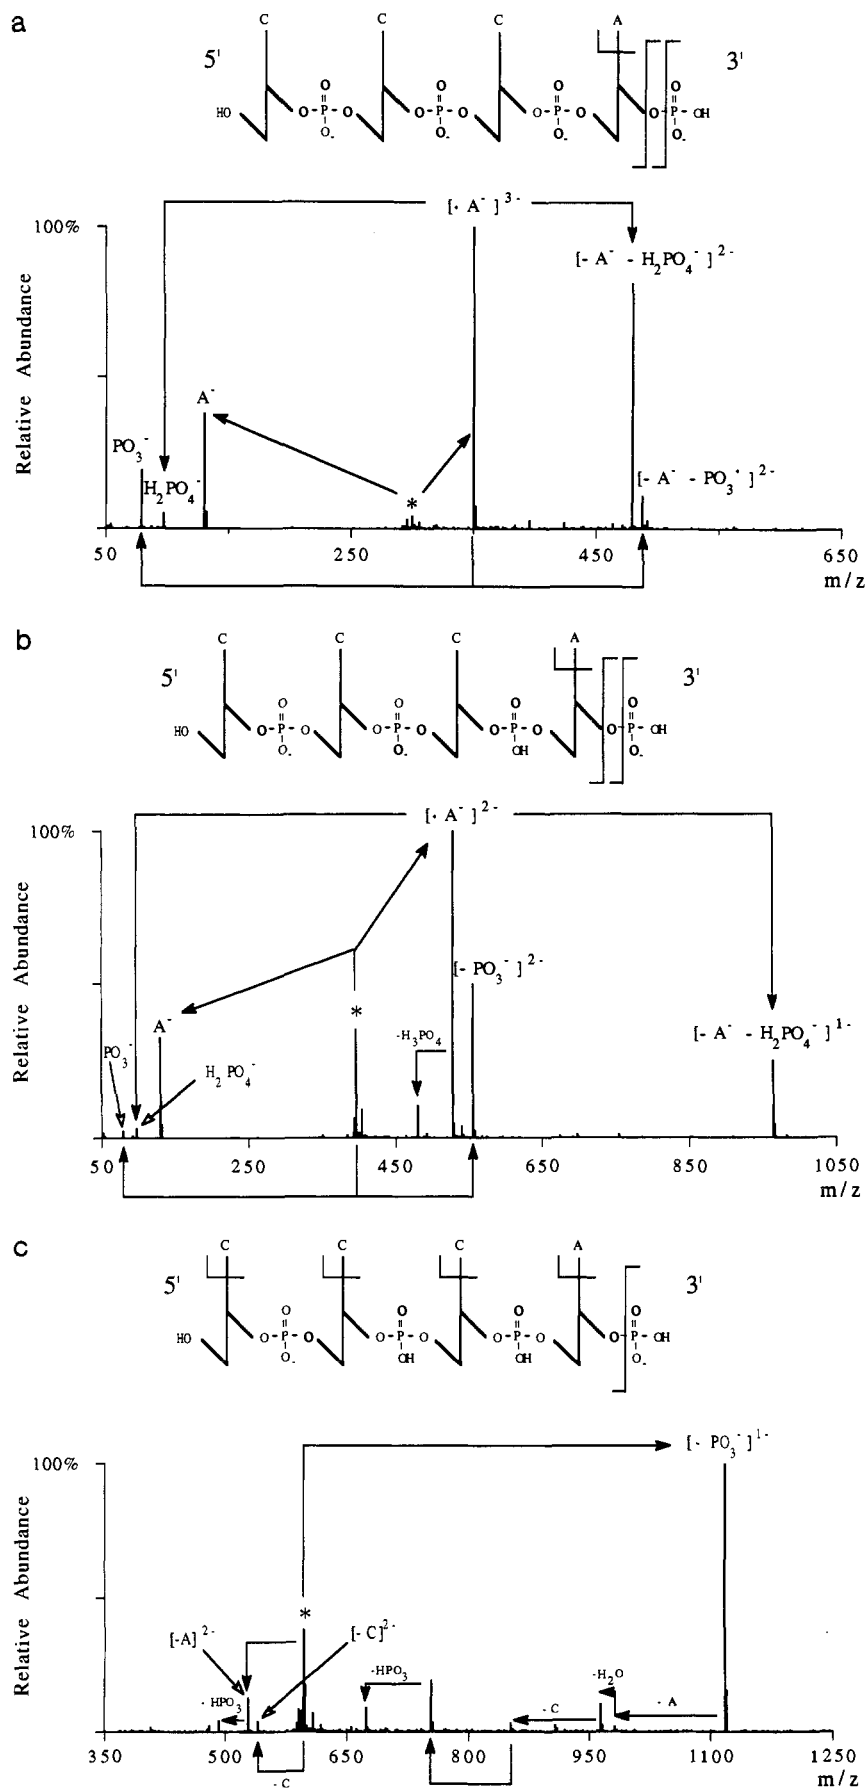 a
C C C A
5' 3'
O O O O
HO O-P-O O-P-O O-P-O O-P-OH
O- O- O- O-
[· A⁻ ]³⁻
100%
[- A⁻ - H₂PO₄⁻ ]²⁻
Relative Abundance
A⁻
PO₃⁻
H₂PO₄⁻
*
[- A⁻ - PO₃⁻ ]²⁻
50 250 450 650
m/z
b
C C C A
5' 3'
O O O O
HO O-P-O O-P-O O-P-O O-P-OH
O- O- OH O-
[· A⁻ ]²⁻
100%
Relative Abundance
[- PO₃⁻ ]²⁻
*
A⁻
-H₃PO₄
[- A⁻ - H₂PO₄⁻ ]¹⁻
PO₃⁻
H₂PO₄⁻
50 250 450 650 850 1050
m/z
c
C C C A
5' 3'
O O O O
HO O-P-O O-P-O O-P-O O-P-OH
O- OH OH O-
[- PO₃⁻ ]¹⁻
100%
Relative Abundance
*
[-A]²⁻
[- C]²⁻
-HPO₃
-H₂O
- HPO₃
- C
- A
350 500 650 800 950 1100 1250
- C
m/z